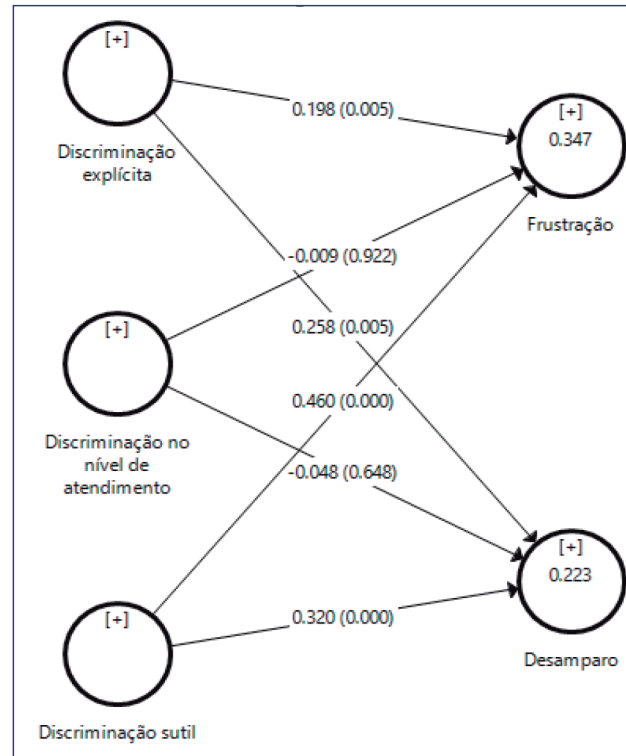 [+]
Discriminação
explícita
0.198 (0.005)
[+]
0.347
Frustração
-0.009 (0.922)
[+]
0.258 (0.005)
0.460 (0.000)
Discriminação no
nível de
atendimento
-0.048 (0.648)
[+]
0.223
Desamparo
[+]
0.320 (0.000)
Discriminação sutil